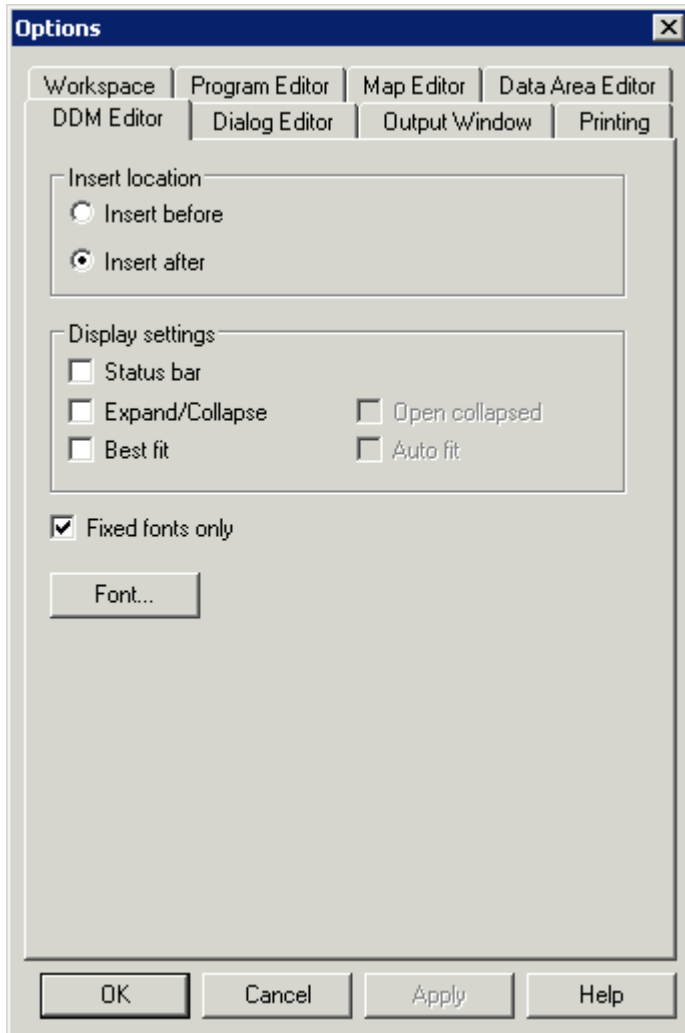 Options
Workspace Program Editor Map Editor Data Area Editor
DDM Editor Dialog Editor Output Window Printing
Insert location
Insert before
Insert after
Display settings
Status bar
Expand/Collapse Open collapsed
Best fit Auto fit
Fixed fonts only
Font...
OK Cancel Apply Help